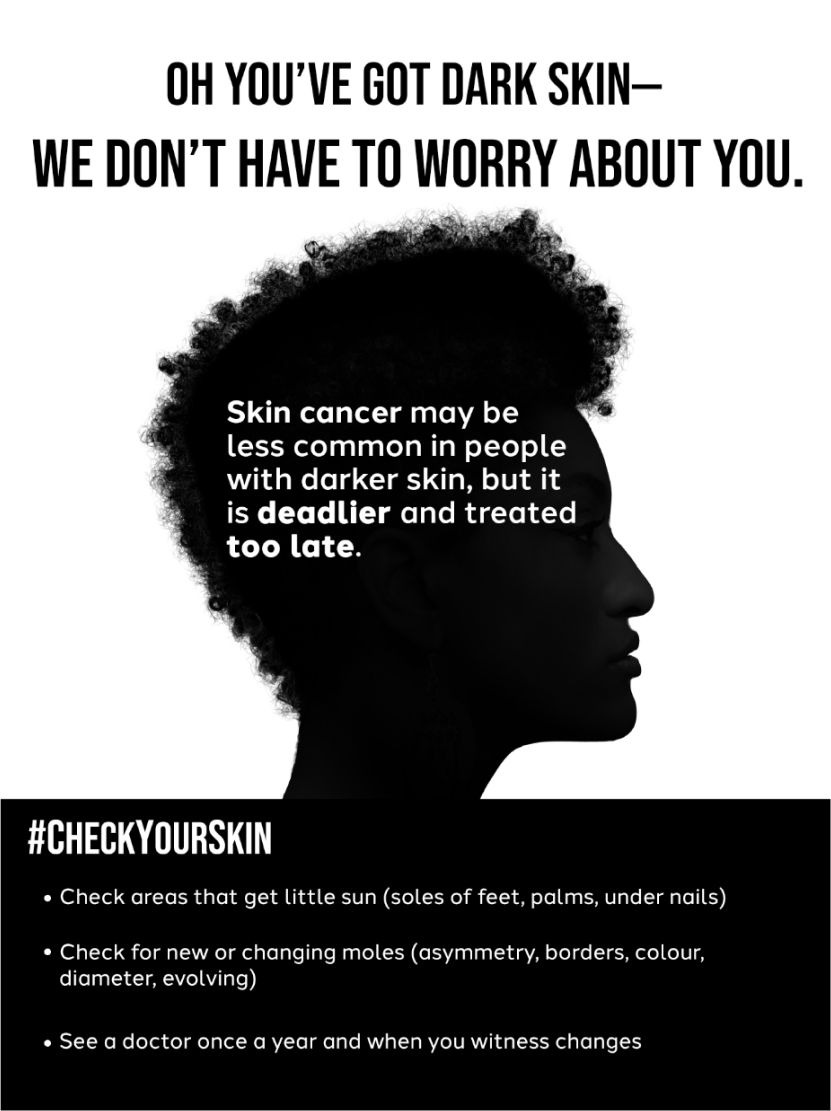 OH YOU'VE GOT DARK SKIN–
WE DON'T HAVE TO WORRY ABOUT YOU.
Skin cancer may be
less common in people
with darker skin, but it
is deadlier and treated
too late.
#CHECKYOURSKIN
• Check areas that get little sun (soles of feet, palms, under nails)
• Check for new or changing moles (asymmetry, borders, colour,
diameter, evolving)
• See a doctor once a year and when you witness changes